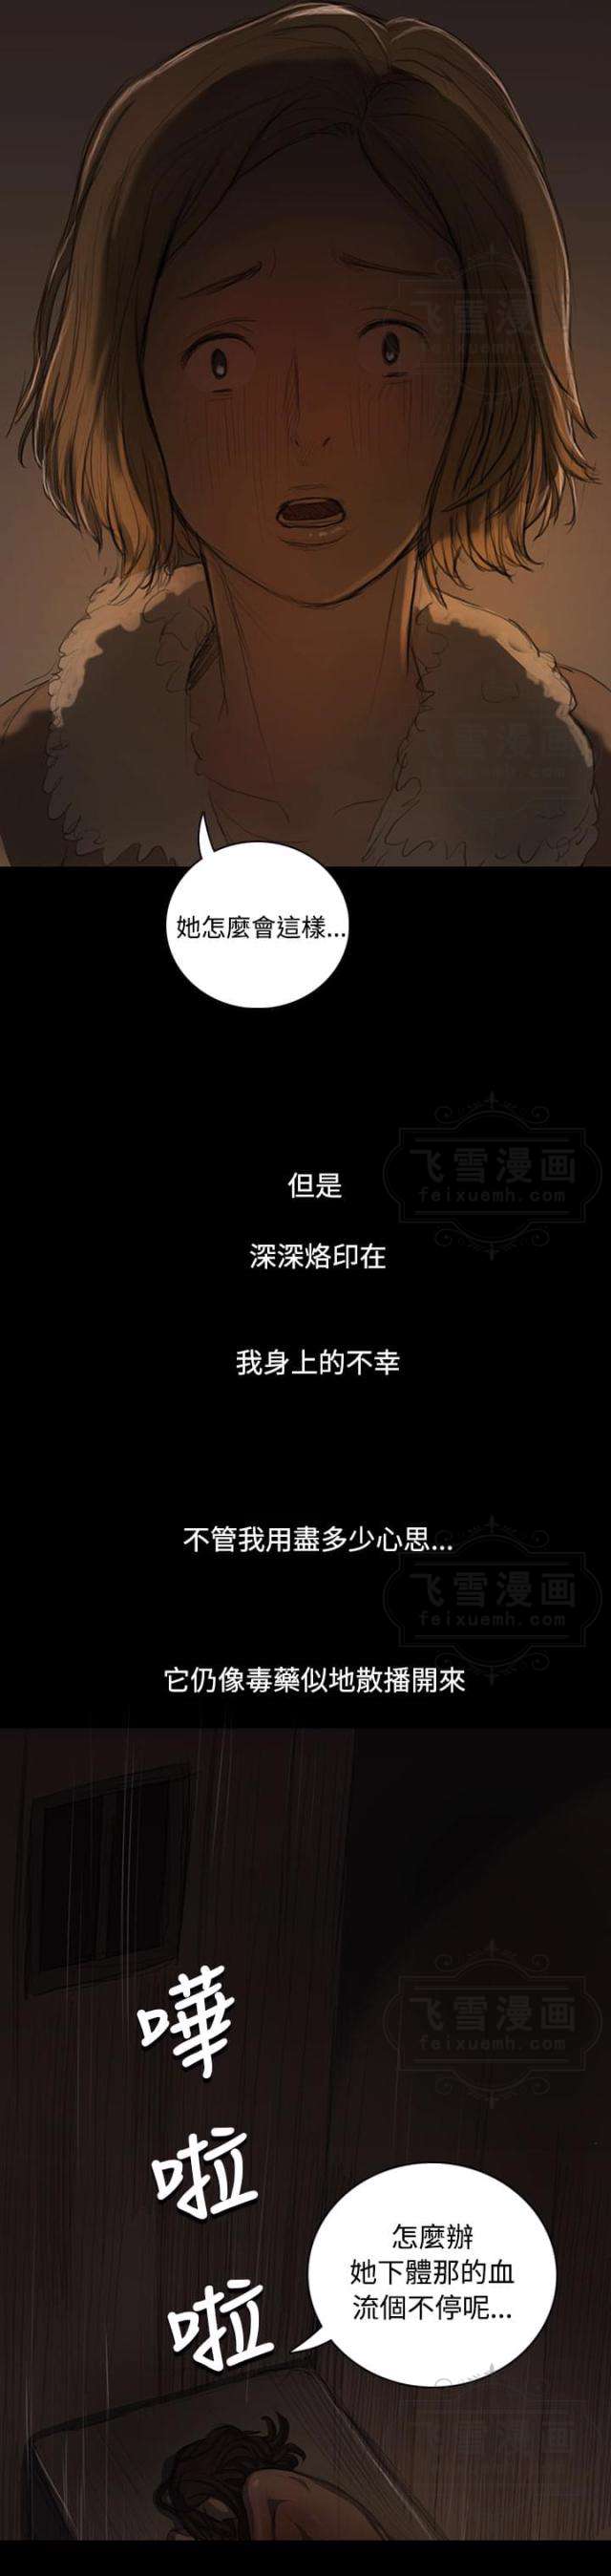 飞雪漫画
feixuemh.com
飞雪漫画
feixuemh.com
她怎麼會這樣...
飞雪漫画
feixuemh.com
但是
深深烙印在
我身上的不幸
不管我用盡多少心思...
飞雪漫画
feixuemh.com
它仍像毒藥似地散播開來
嘩
啦
啦
飞雪漫画
feixuemh.com
怎麼辦
她下體那的血
流個不停呢...
飞雪漫画
feixuemh.com